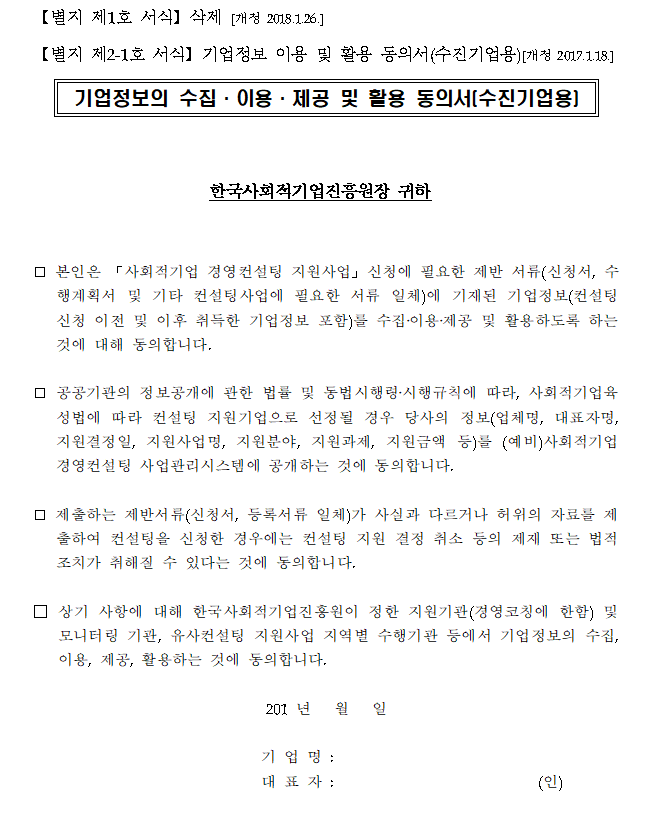 【별지 제1호 서식】 삭제 [개정 2018.1.26.]
【별지 제2-1호 서식】 기업정보 이용 및 활용 동의서(수진기업용)[개정 2017.1.18.]
기업정보의 수집·이용·제공 및 활용 동의서(수진기업용)
한국사회적기업진흥원장 귀하
□ 본인은 「사회적기업 경영컨설팅 지원사업」신청에 필요한 제반 서류(신청서, 수
행계획서 및 기타 컨설팅사업에 필요한 서류 일체)에 기재된 기업정보(컨설팅
신청 이전 및 이후 취득한 기업정보 포함)를 수집·이용·제공 및 활용하도록 하는
것에 대해 동의합니다.
□ 공공기관의 정보공개에 관한 법률 및 동법시행령·시행규칙에 따라, 사회적기업육
성법에 따라 컨설팅 지원기업으로 선정될 경우 당사의 정보(업체명, 대표자명,
지원결정일, 지원사업명, 지원분야, 지원과제, 지원금액 등)를 (예비)사회적기업
경영컨설팅 사업관리시스템에 공개하는 것에 동의합니다.
□ 제출하는 제반서류(신청서, 등록서류 일체)가 사실과 다르거나 허위의 자료를 제
출하여 컨설팅을 신청한 경우에는 컨설팅 지원 결정 취소 등의 제재 또는 법적
조치가 취해질 수 있다는 것에 동의합니다.
□ 상기 사항에 대해 한국사회적기업진흥원이 정한 지원기관(경영코칭에 한함) 및
모니터링 기관, 유사컨설팅 지원사업 지역별 수행기관 등에서 기업정보의 수집,
이용, 제공, 활용하는 것에 동의합니다.
201 년 월 일
기 업 명 :
대 표 자 : (인)